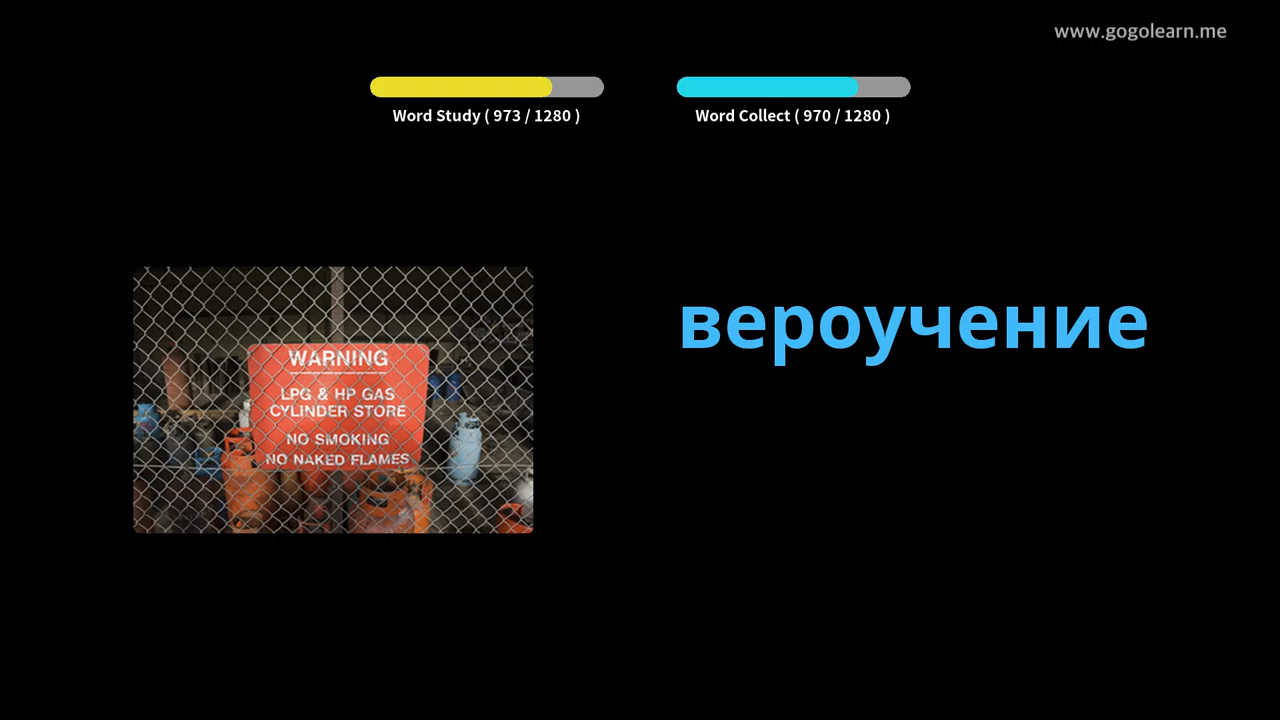 www.gogolearn.me
Word Study ( 973 / 1280 )
Word Collect ( 970 / 1280 )
вероучение
WARNING
LPG & HP GAS
CYLINDER STORE
NO SMOKING
NO NAKED FLAMES